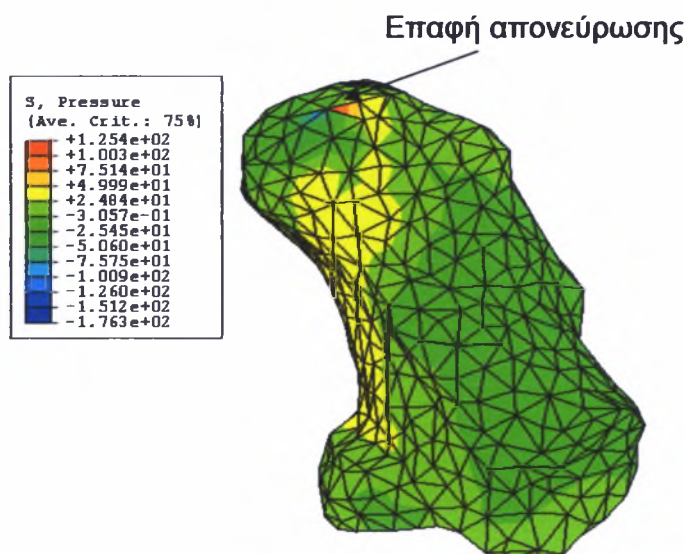 Επαφή απονεύρωσης
S, Pressure
(Ave. Crit.: 75%)
+1.254e+02
+1.003e+02
+7.514e+01
+4.999e+01
+2.484e+01
-3.057e-01
-2.545e+01
-5.060e+01
-7.575e+01
-1.009e+02
-1.260e+02
-1.512e+02
-1.763e+02